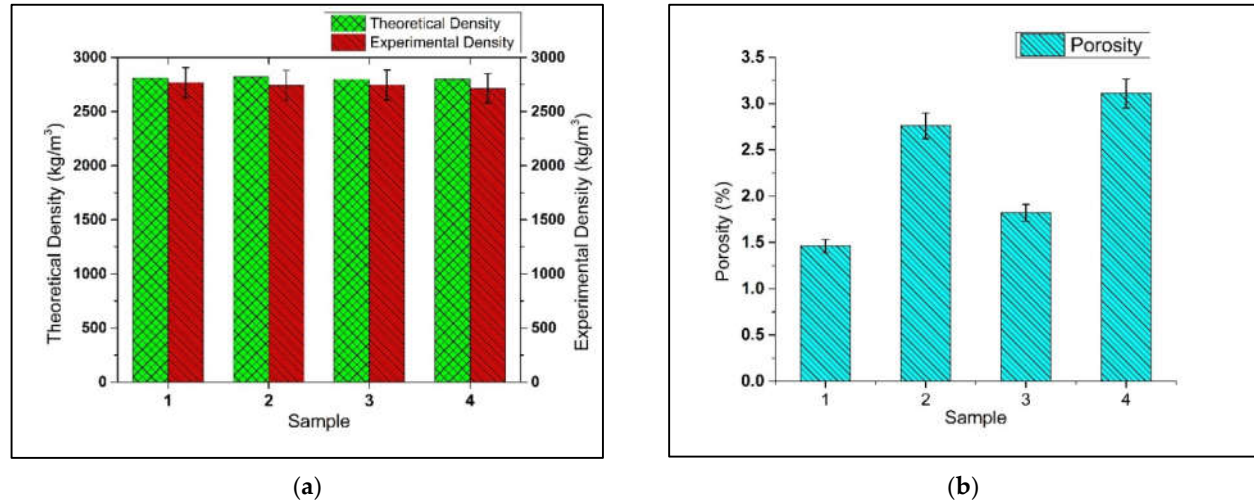 Theoretical Density
Experimental Density
3000
2500
2000
1500
1000
500
0
Theoretical Density (kg/m³)
3000
2500
2000
1500
1000
500
0
Experimental Density (kg/m³)
1 2 3 4
Sample
(a)
Porosity
3.5
3.0
2.5
2.0
1.5
1.0
0.5
0.0
Porosity (%)
1 2 3 4
Sample
(b)